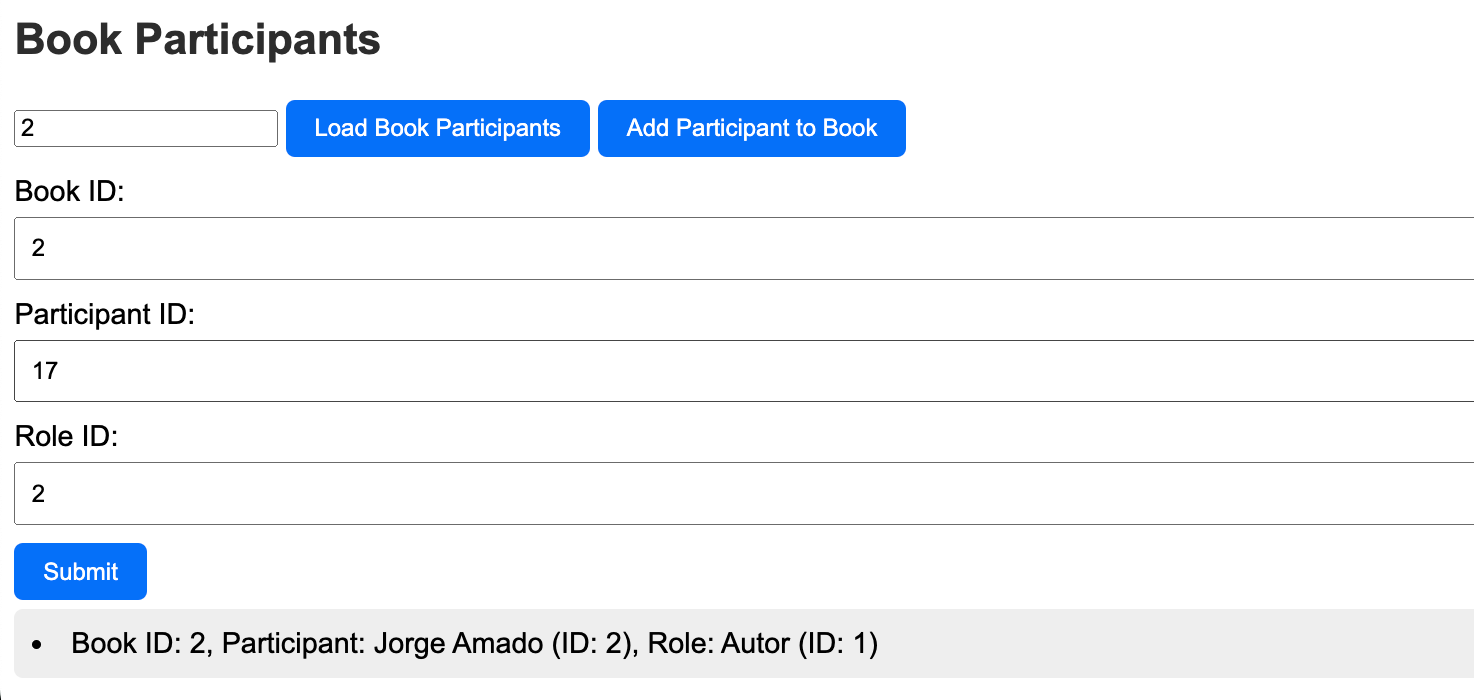 Book Participants
2 Load Book Participants Add Participant to Book
Book ID:
2
Participant ID:
17
Role ID:
2
Submit
• Book ID: 2, Participant: Jorge Amado (ID: 2), Role: Autor (ID: 1)